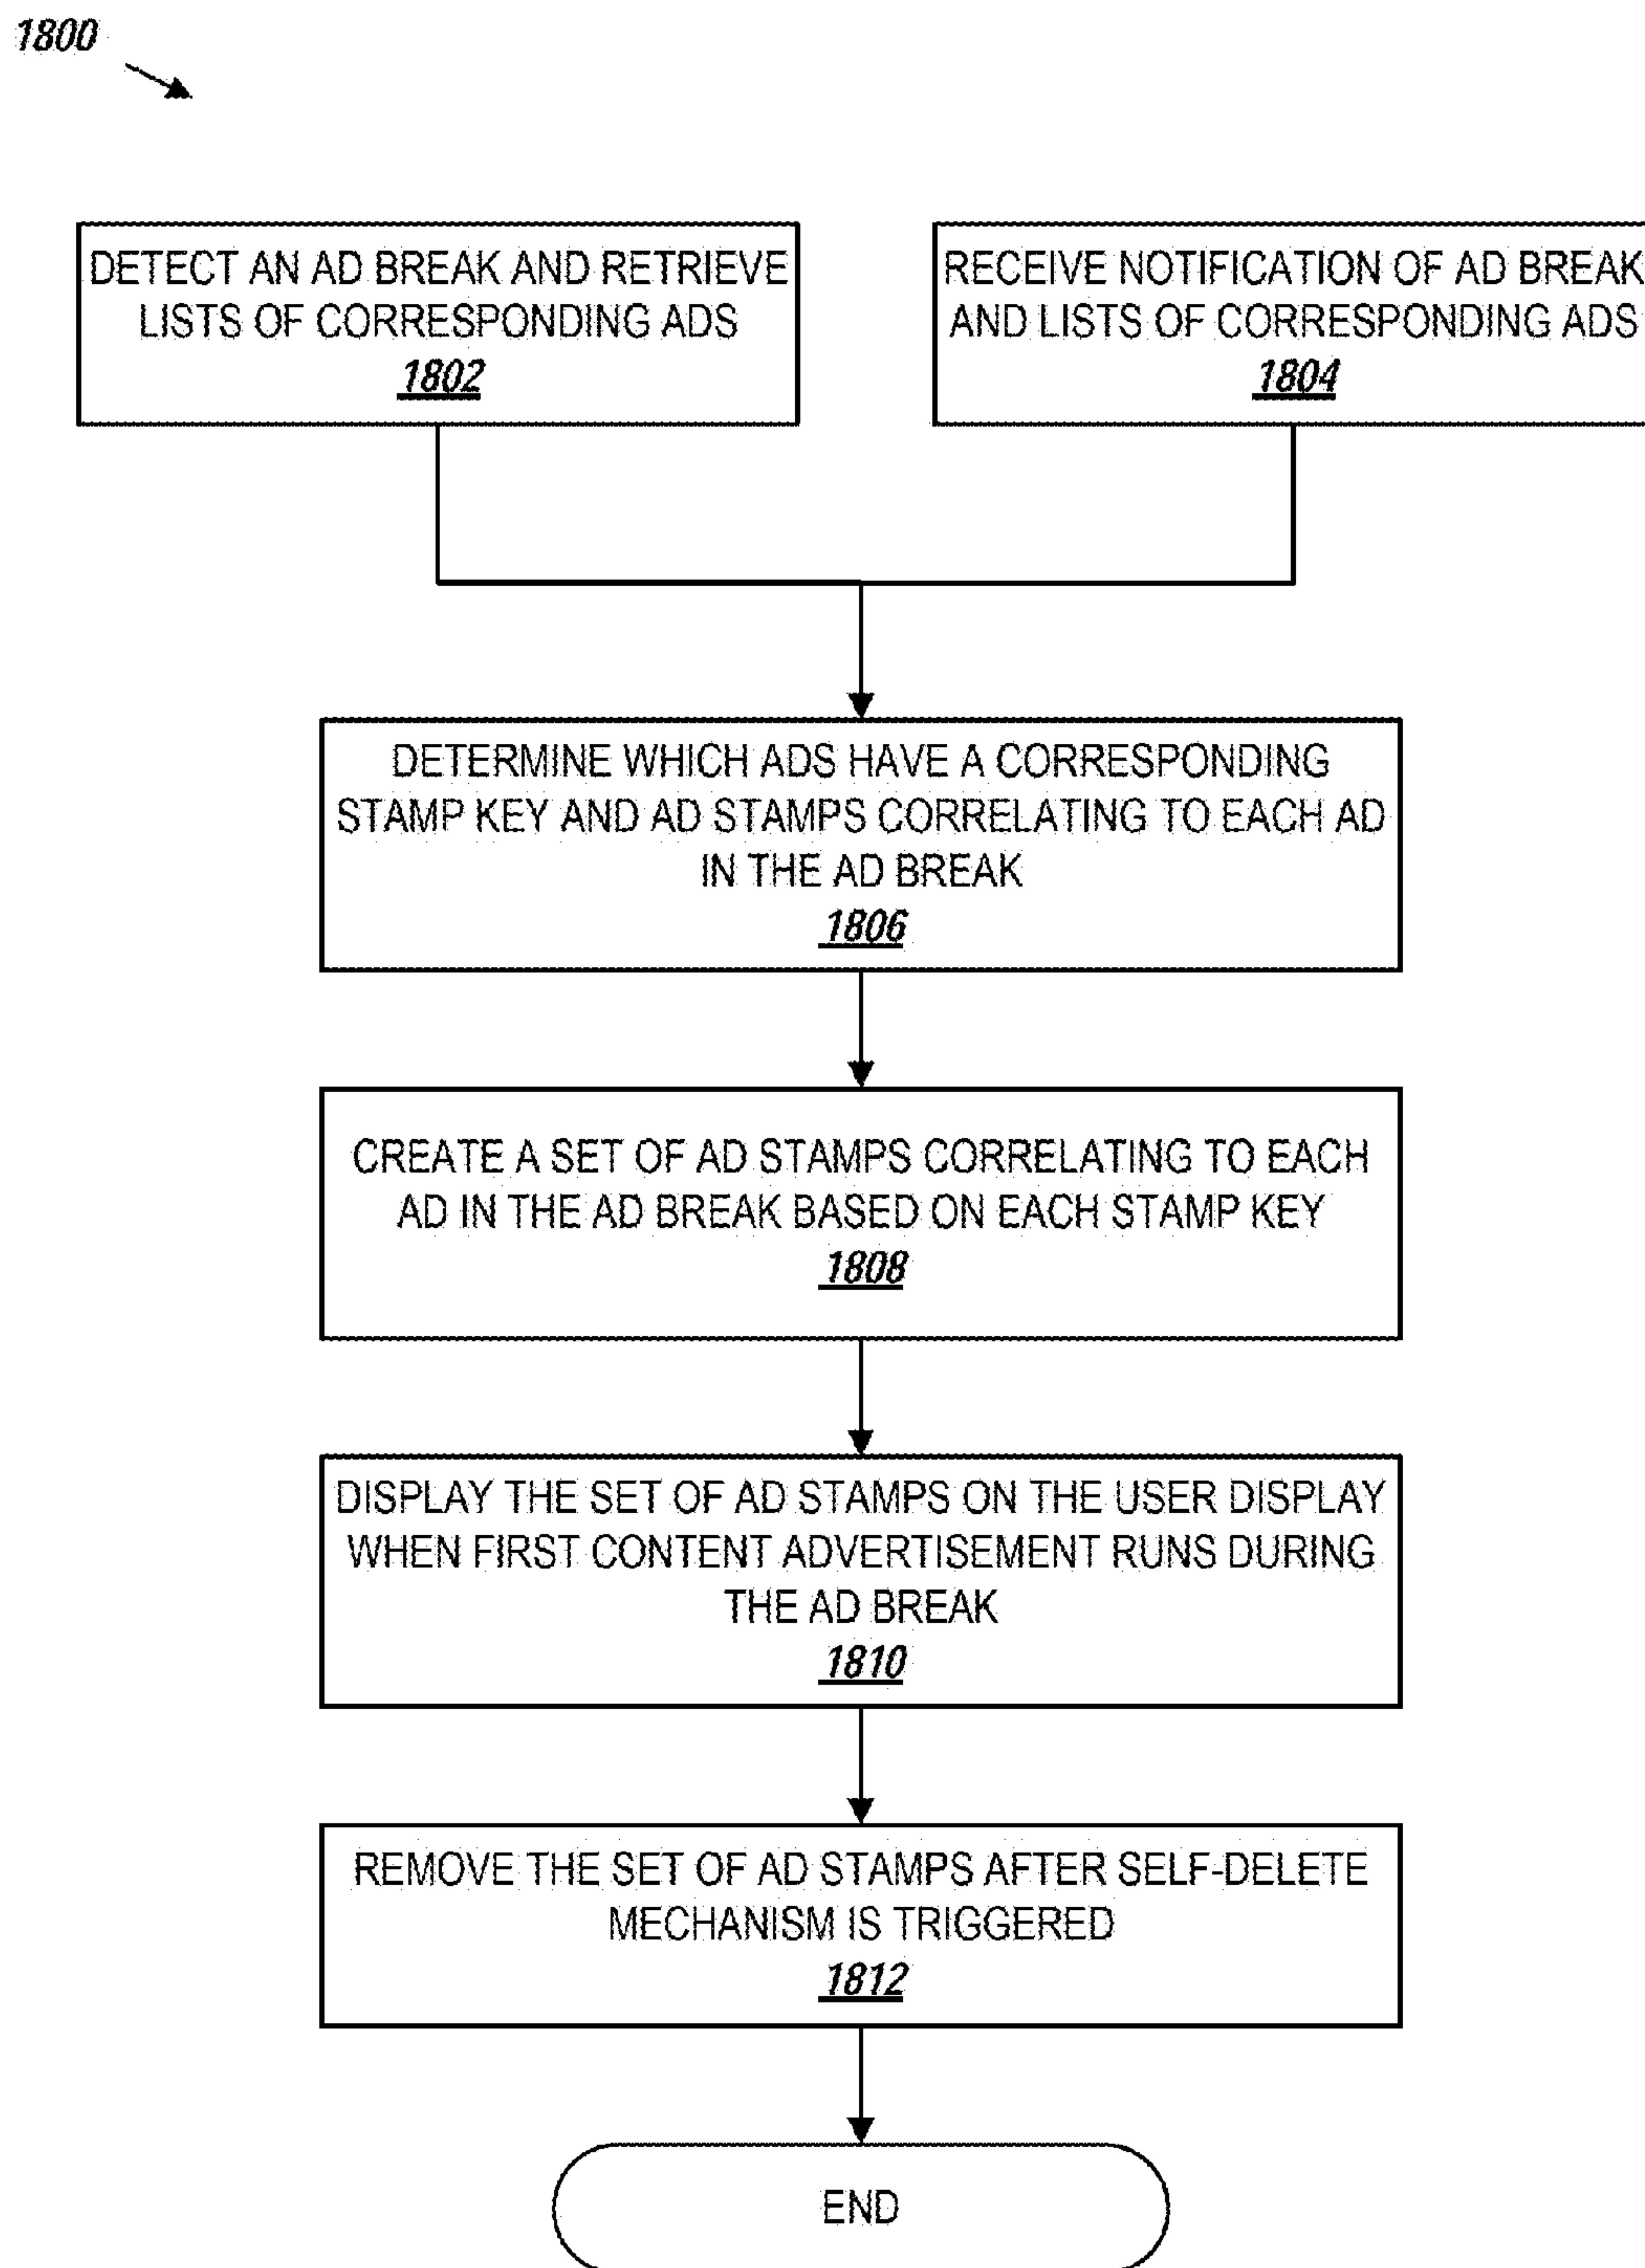 1800
DETECT AN AD BREAK AND RETRIEVE
LISTS OF CORRESPONDING ADS
1802
RECEIVE NOTIFICATION OF AD BREAK
AND LISTS OF CORRESPONDING ADS
1804
DETERMINE WHICH ADS HAVE A CORRESPONDING
STAMP KEY AND AD STAMPS CORRELATING TO EACH AD
IN THE AD BREAK
1806
CREATE A SET OF AD STAMPS CORRELATING TO EACH
AD IN THE AD BREAK BASED ON EACH STAMP KEY
1808
DISPLAY THE SET OF AD STAMPS ON THE USER DISPLAY
WHEN FIRST CONTENT ADVERTISEMENT RUNS DURING
THE AD BREAK
1810
REMOVE THE SET OF AD STAMPS AFTER SELF-DELETE
MECHANISM IS TRIGGERED
1812
END